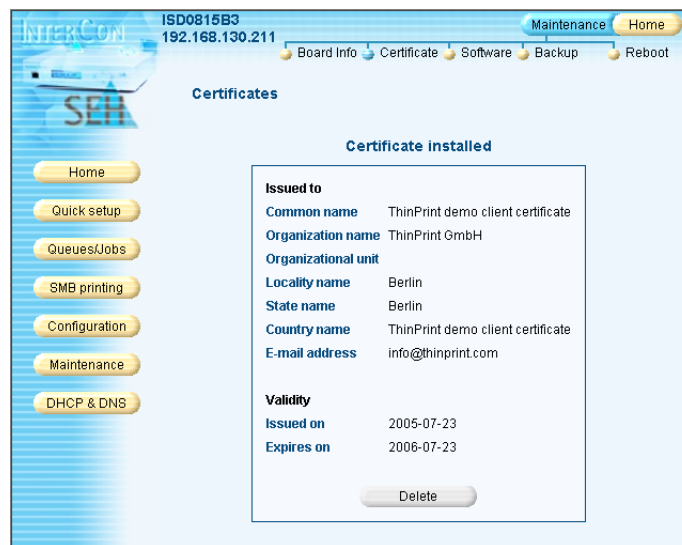 INTERCON
SEH
ISD0815B3
192.168.130.211
Maintenance Home
Board Info Certificate Software Backup Reboot
Home
Quick setup
Queues/Jobs
SMB printing
Configuration
Maintenance
DHCP & DNS
Certificates
Certificate installed
Issued to
Common name ThinPrint demo client certificate
Organization name ThinPrint GmbH
Organizational unit
Locality name Berlin
State name Berlin
Country name ThinPrint demo client certificate
E-mail address info@thinprint.com
Validity
Issued on 2005-07-23
Expires on 2006-07-23
Delete